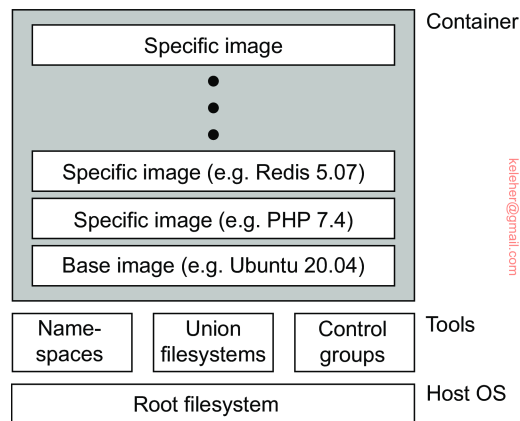 Container
Specific image
Specific image (e.g. Redis 5.07)
Specific image (e.g. PHP 7.4)
Base image (e.g. Ubuntu 20.04)
Tools
Name-
spaces
Union
filesystems
Control
groups
Host OS
Root filesystem
keleher@gmail.com